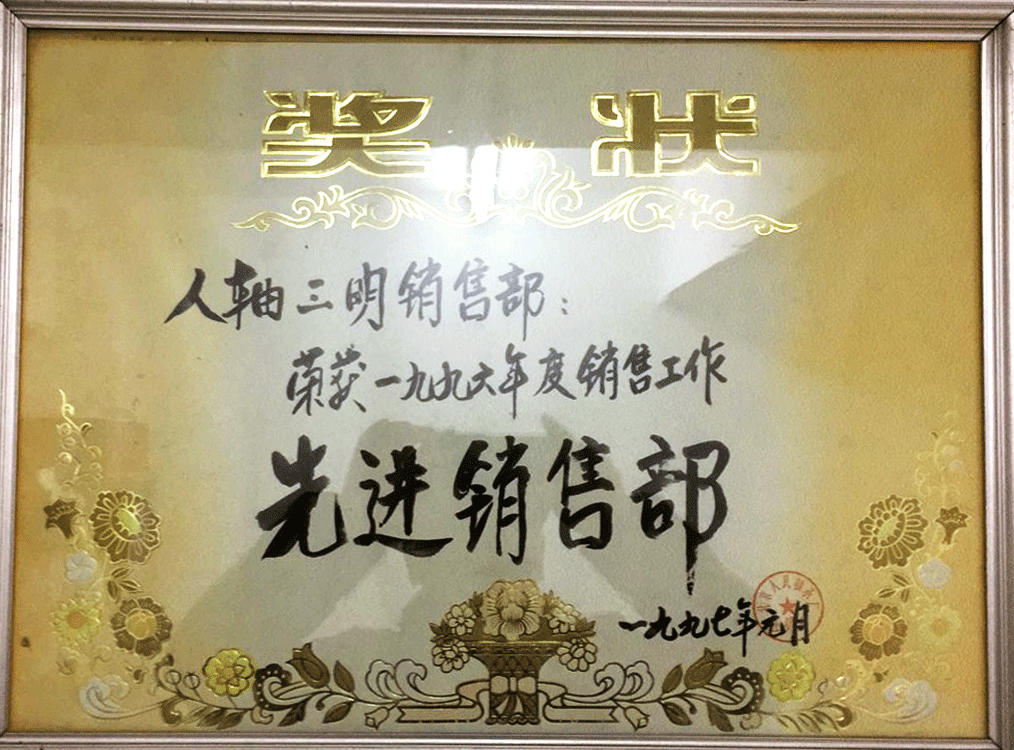 奖状
人轴三明销售部：
荣获一九九六年度销售工作
先进销售部
一九九七年元月